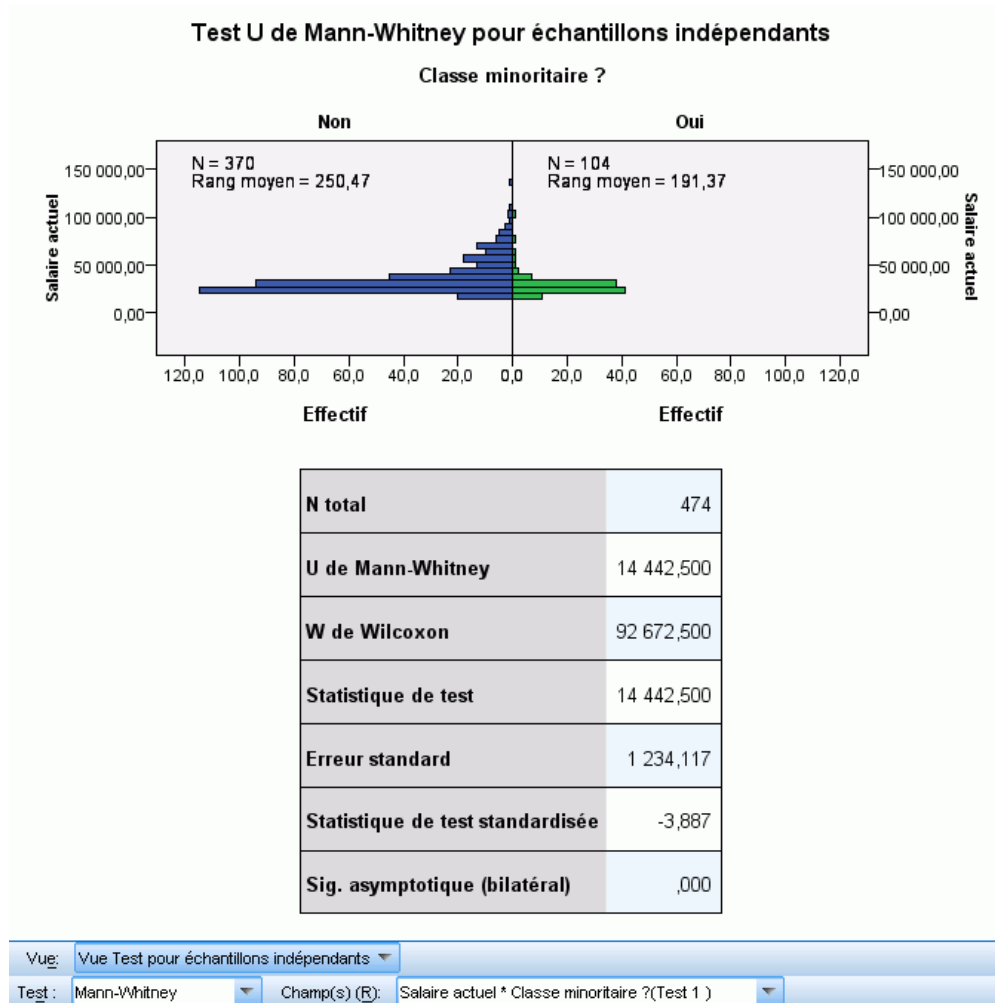 Test U de Mann-Whitney pour échantillons indépendants
Classe minoritaire ?
Non Oui
N = 370
Rang moyen = 250,47
N = 104
Rang moyen = 191,37
Salaire actuel
150 000,00
100 000,00
50 000,00
0,00
150 000,00
100 000,00
50 000,00
0,00
Salaire actuel
120,0 100,0 80,0 60,0 40,0 20,0 0,0 20,0 40,0 60,0 80,0 100,0 120,0
Effectif Effectif
N total 474
U de Mann-Whitney 14 442,500
W de Wilcoxon 92 672,500
Statistique de test 14 442,500
Erreur standard 1 234,117
Statistique de test standardisée -3,887
Sig. asymptotique (bilatéral) ,000
Vue: Vue Test pour échantillons indépendants
Test : Mann-Whitney Champ(s) (R): Salaire actuel * Classe minoritaire ?(Test 1 )